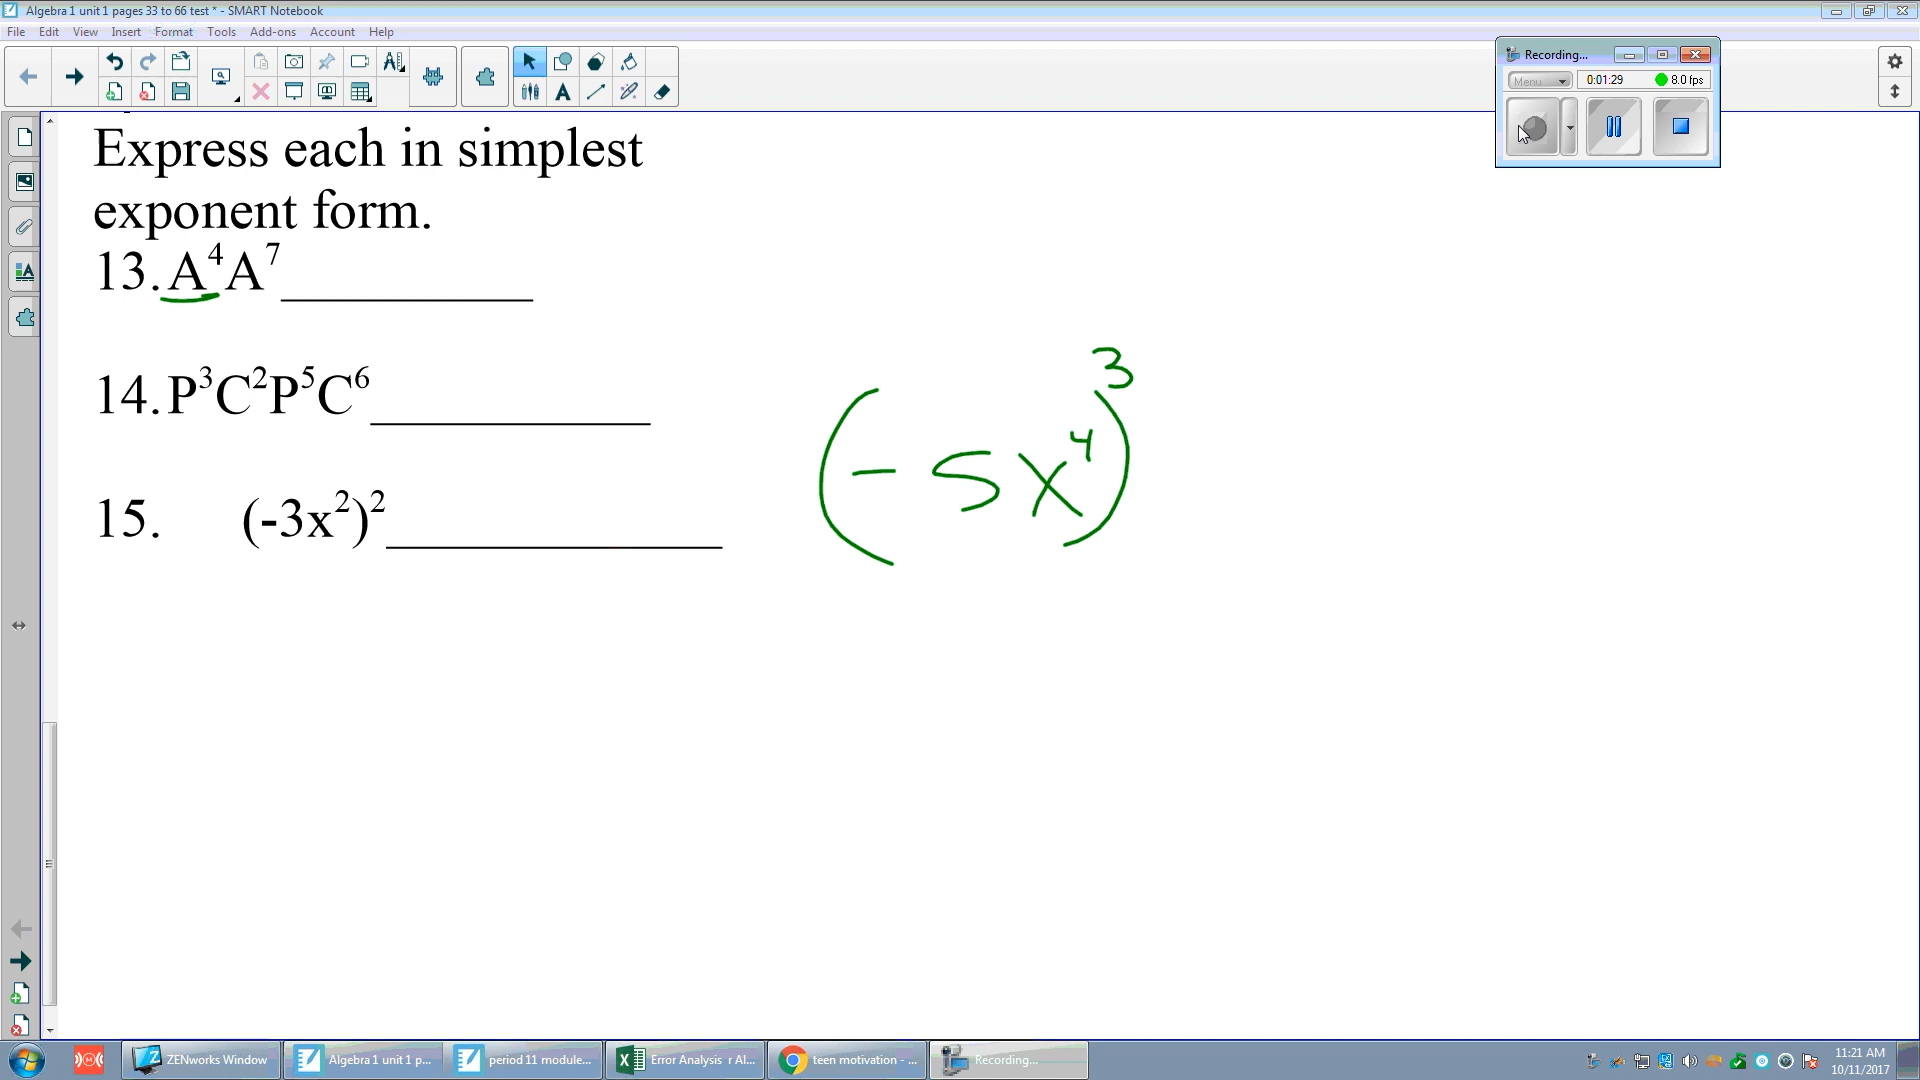 Algebra 1 unit 1 pages 33 to 66 test * - SMART Notebook
File Edit View Insert Format Tools Add-ons Account Help
Recording...
Menu 0:01:29 8.0 fps
Express each in simplest
exponent form.
13. A⁴A⁷____________
14. P³C²P⁵C⁶____________
15. (-3x²)²____________
(- 5x⁴)³
ZENworks Window
Algebra 1 unit 1 p...
period 11 module...
Error Analysis r Al...
teen motivation - ...
Recording...
11:21 AM
10/11/2017